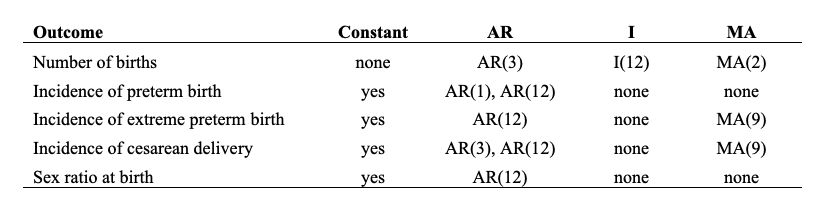 Outcome Constant AR I MA
Number of births none AR(3) I(12) MA(2)
Incidence of preterm birth yes AR(1), AR(12) none none
Incidence of extreme preterm birth yes AR(12) none MA(9)
Incidence of cesarean delivery yes AR(3), AR(12) none MA(9)
Sex ratio at birth yes AR(12) none none